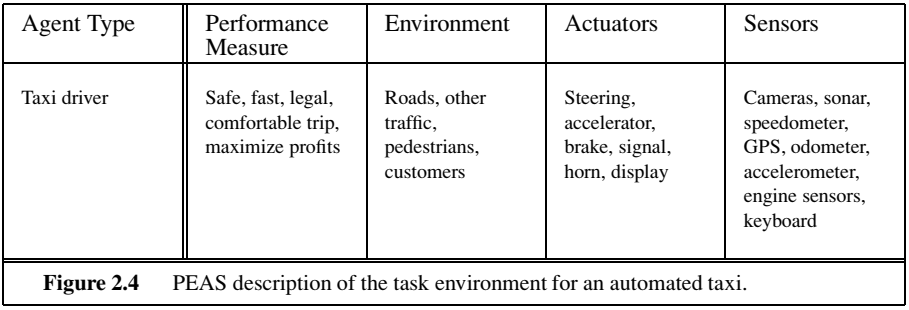 Agent Type
Performance
Measure
Environment
Actuators
Sensors
Taxi driver
Safe, fast, legal,
comfortable trip,
maximize profits
Roads, other
traffic,
pedestrians,
customers
Steering,
accelerator,
brake, signal,
horn, display
Cameras, sonar,
speedometer,
GPS, odometer,
accelerometer,
engine sensors,
keyboard
Figure 2.4 PEAS description of the task environment for an automated taxi.